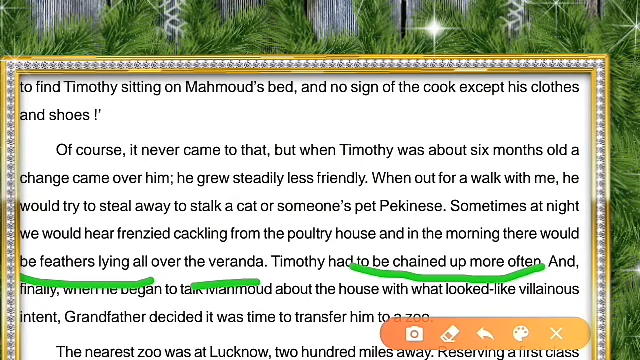 to find Timothy sitting on Mahmoud's bed, and no sign of the cook except his clothes
and shoes !'
Of course, it never came to that, but when Timothy was about six months old a
change came over him; he grew steadily less friendly. When out for a walk with me, he
would try to steal away to stalk a cat or someone's pet Pekinese. Sometimes at night
we would hear frenzied cackling from the poultry house and in the morning there would
be feathers lying all over the veranda. Timothy had to be chained up more often. And,
finally, when he began to talk Mahmoud about the house with what looked-like villainous
intent, Grandfather decided it was time to transfer him to a zoo.
The nearest zoo was at Lucknow, two hundred miles away. Reserving a first class